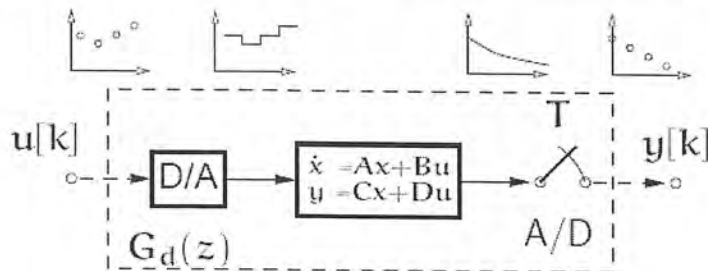 T
u[k]
D/A
ẋ =Ax+Bu
y =Cx+Du
y[k]
A/D
G_d(z)